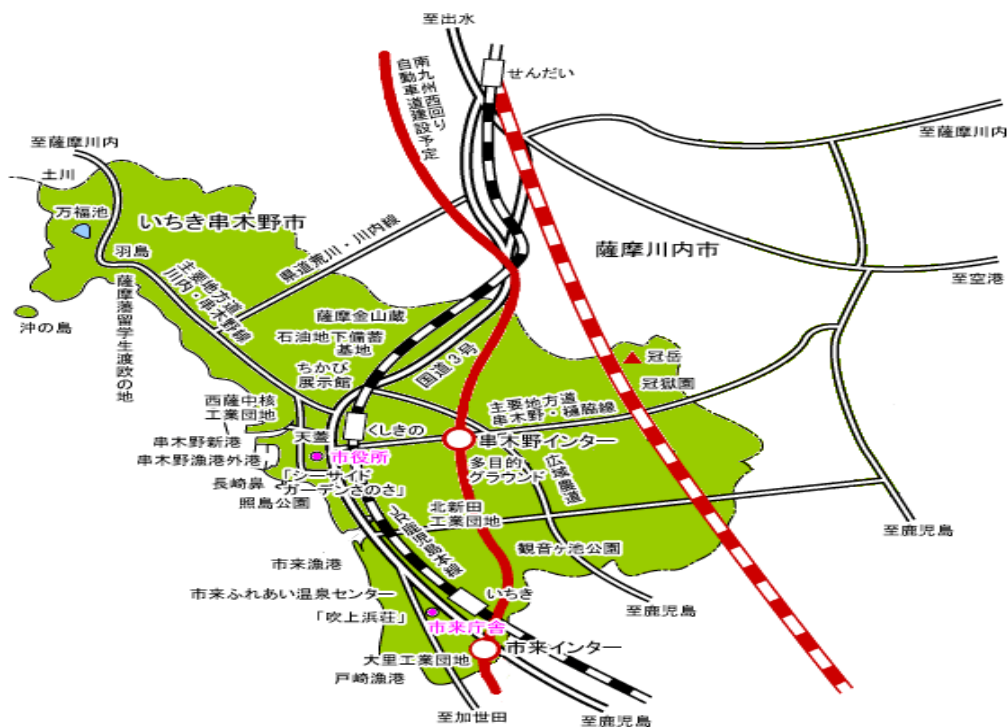 至出水
せんだい
南九州西回り
自動車道建設予定
至薩摩川内
至薩摩川内
土川
万福池
いちき串木野市
羽島
県道荒川・川内線
薩摩川内市
至空港
主要地方道
川内・串木野線
沖の島
薩摩藩留学生渡欧の地
薩摩金山蔵
石油地下備蓄
基地
国道3号
ちかび
展示館
冠岳
冠獄園
主要地方道
串木野・樋脇線
西薩中核
工業団地
天蓋
くしきの
串木野新港
市役所
串木野インター
串木野漁港外港
多目的
グラウンド
広域農道
長崎鼻
「シーサイド
ガーデンさのさ」
照島公園
北新田
工業団地
JR鹿児島本線
至鹿児島
市来漁港
観音ヶ池公園
市来ふれあい温泉センター
いちき
至鹿児島
「吹上浜荘」
市来庁舎
市来インター
大里工業団地
戸崎漁港
至加世田
至鹿児島